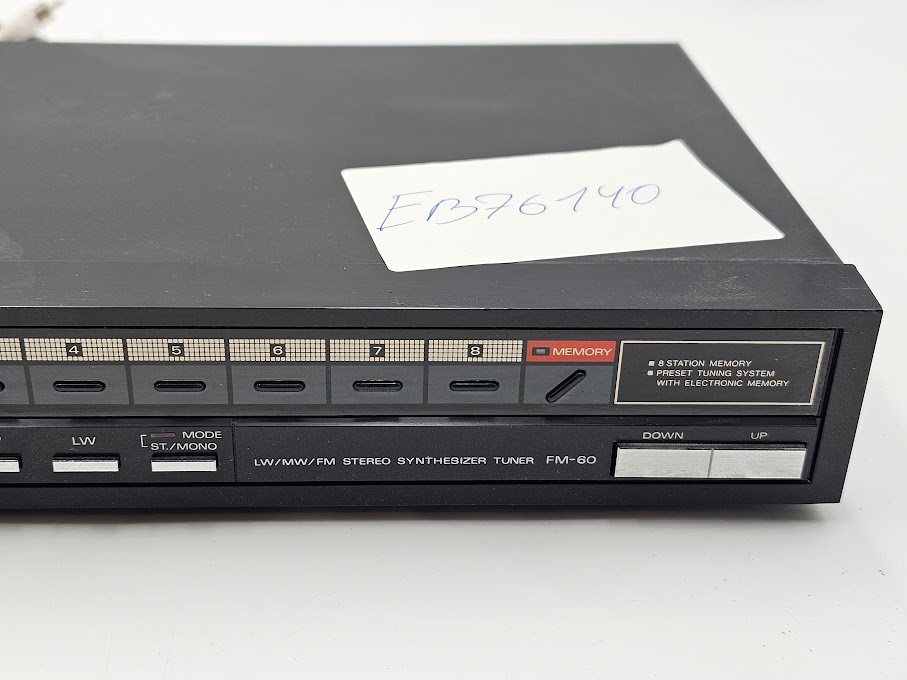 EB76140
4 5 6 7 8 MEMORY
8 STATION MEMORY
PRESET TUNING SYSTEM
WITH ELECTRONIC MEMORY
LW
MODE
ST./MONO
LW/MW/FM STEREO SYNTHESIZER TUNER FM-60
DOWN UP